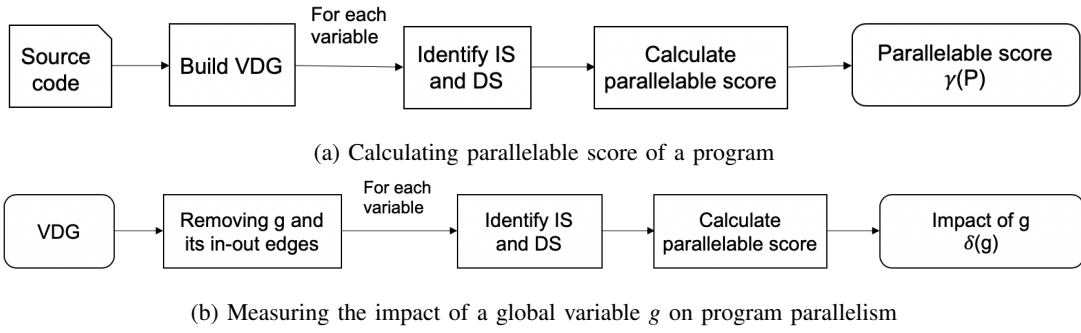 Source
code
Build VDG
For each
variable
Identify IS
and DS
Calculate
parallelable score
Parallelable score
γ(P)
(a) Calculating parallelable score of a program
VDG
Removing g and
its in-out edges
For each
variable
Identify IS
and DS
Calculate
parallelable score
Impact of g
δ(g)
(b) Measuring the impact of a global variable g on program parallelism